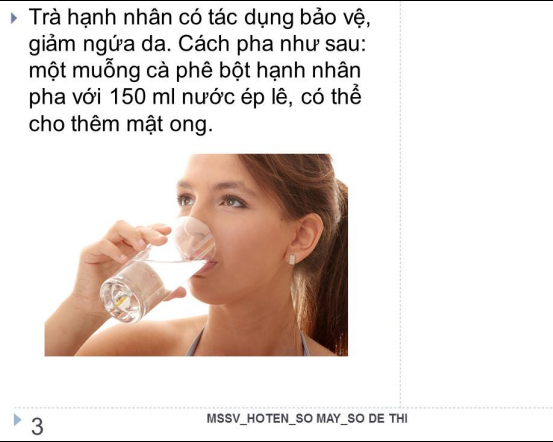 Trà hạnh nhân có tác dụng bảo vệ,
giảm ngứa da. Cách pha như sau:
một muỗng cà phê bột hạnh nhân
pha với 150 ml nước ép lê, có thể
cho thêm mật ong.
3
MSSV_HOTEN_SO MAY_SO DE THI